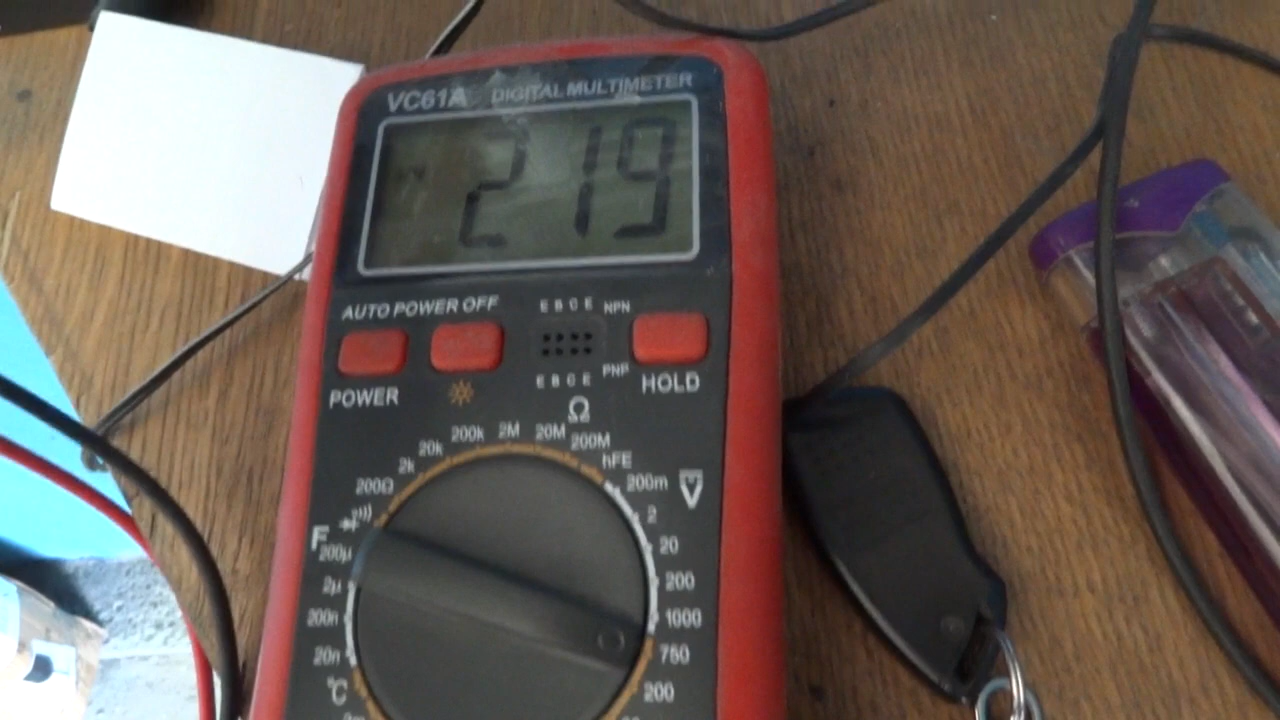 VC61A DIGITAL MULTIMETER
219
AUTO POWER OFF
E B C E NPN
POWER
E B C E PNP
HOLD
Ω
2k 20k 200k 2M 20M 200M
hFE
200Ω
200m V
2
F
200μ
20
2μ
200
200n
1000
20n
750
°C
200